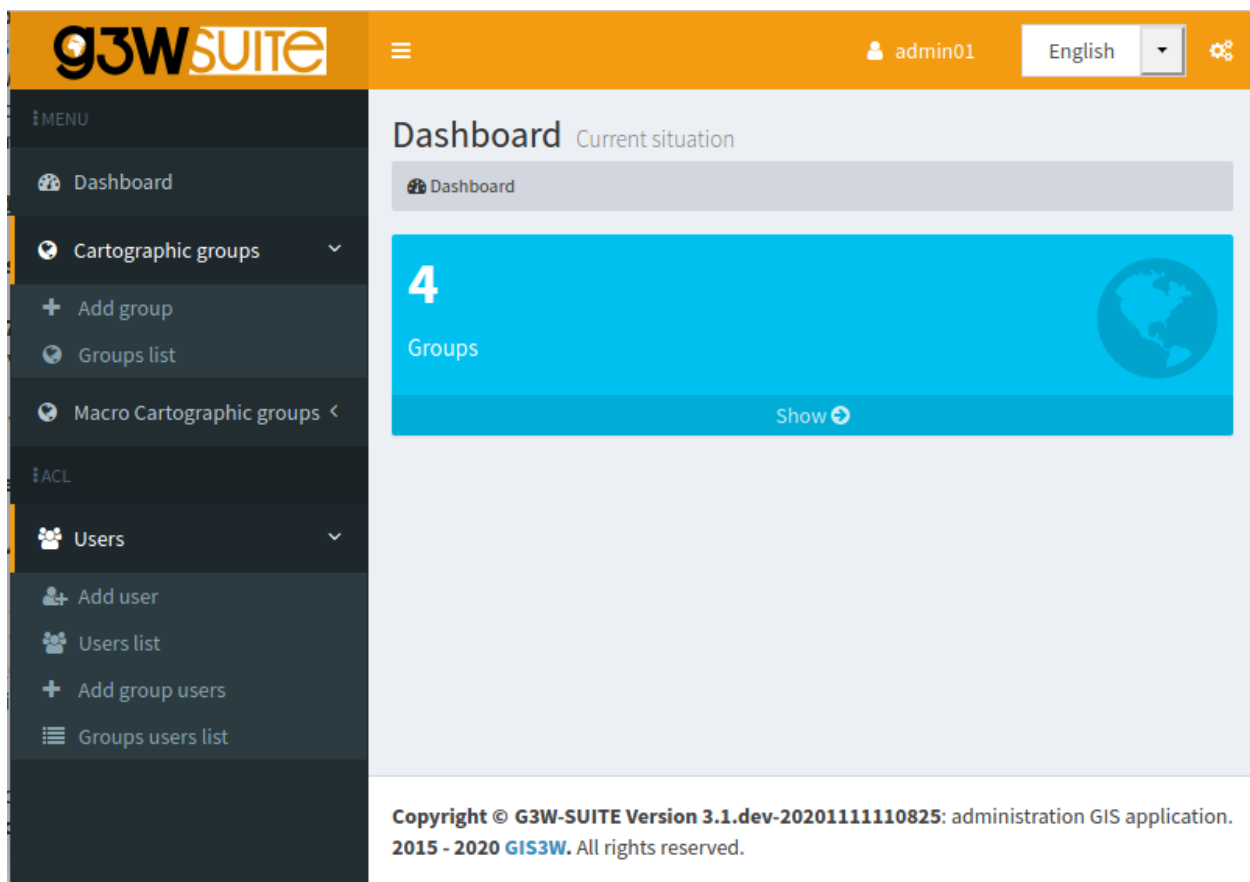 g3wsuite
admin01
English
MENU
Dashboard
Cartographic groups
Add group
Groups list
Macro Cartographic groups
ACL
Users
Add user
Users list
Add group users
Groups users list
Dashboard Current situation
Dashboard
4
Groups
Show
Copyright © G3W-SUITE Version 3.1.dev-20201111110825: administration GIS application.
2015 - 2020 GIS3W. All rights reserved.